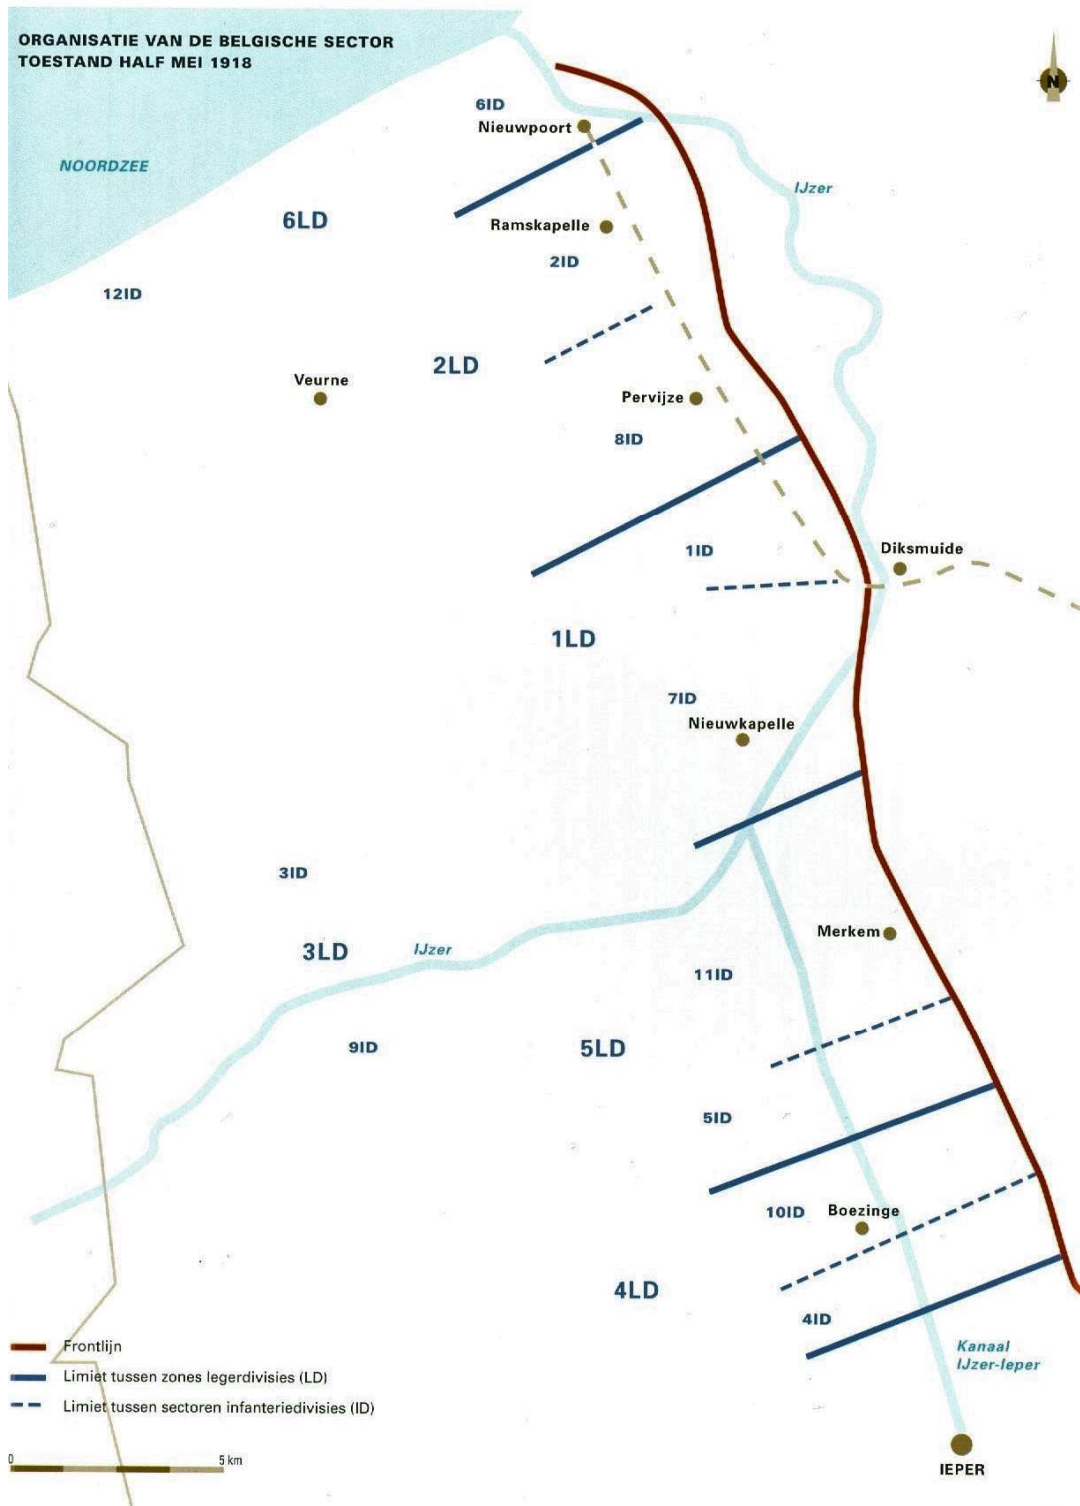 ORGANISATIE VAN DE BELGISCHE SECTOR
TOESTAND HALF MEI 1918
N
6ID
Nieuwpoort
NOORDZEE
IJzer
6LD
Ramskapelle
2ID
12ID
2LD
Veurne
Pervijze
8ID
1ID
Diksmuide
1LD
7ID
Nieuwkapelle
3ID
Merkem
3LD
IJzer
11ID
9ID
5LD
5ID
10ID
Boezinge
4LD
4ID
Frontlijn
Kanaal
IJzer-Ieper
Limiet tussen zones legerdivisies (LD)
Limiet tussen sectoren infanteriedivisies (ID)
0
5 km
IEPER